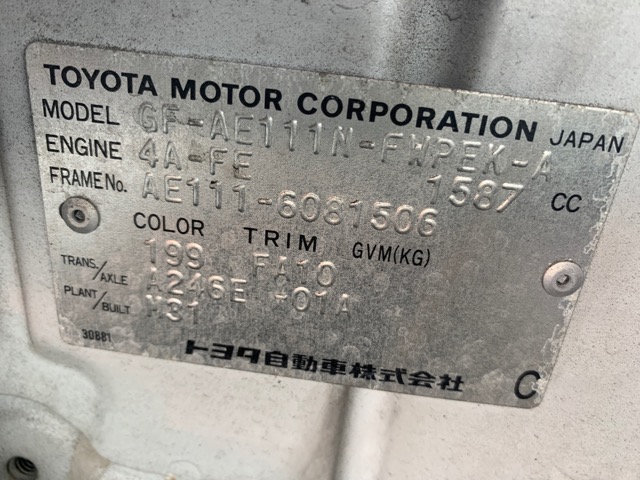 TOYOTA MOTOR CORPORATION JAPAN
MODEL GF-AE111N-FWPEK-A
ENGINE 4A-FE 1587 CC
FRAME No. AE111-6081506
COLOR TRIM GVM(KG)
199 FA10
TRANS./AXLE A246E -01A
PLANT/BUILT M31
30881
トヨタ自動車株式会社 C